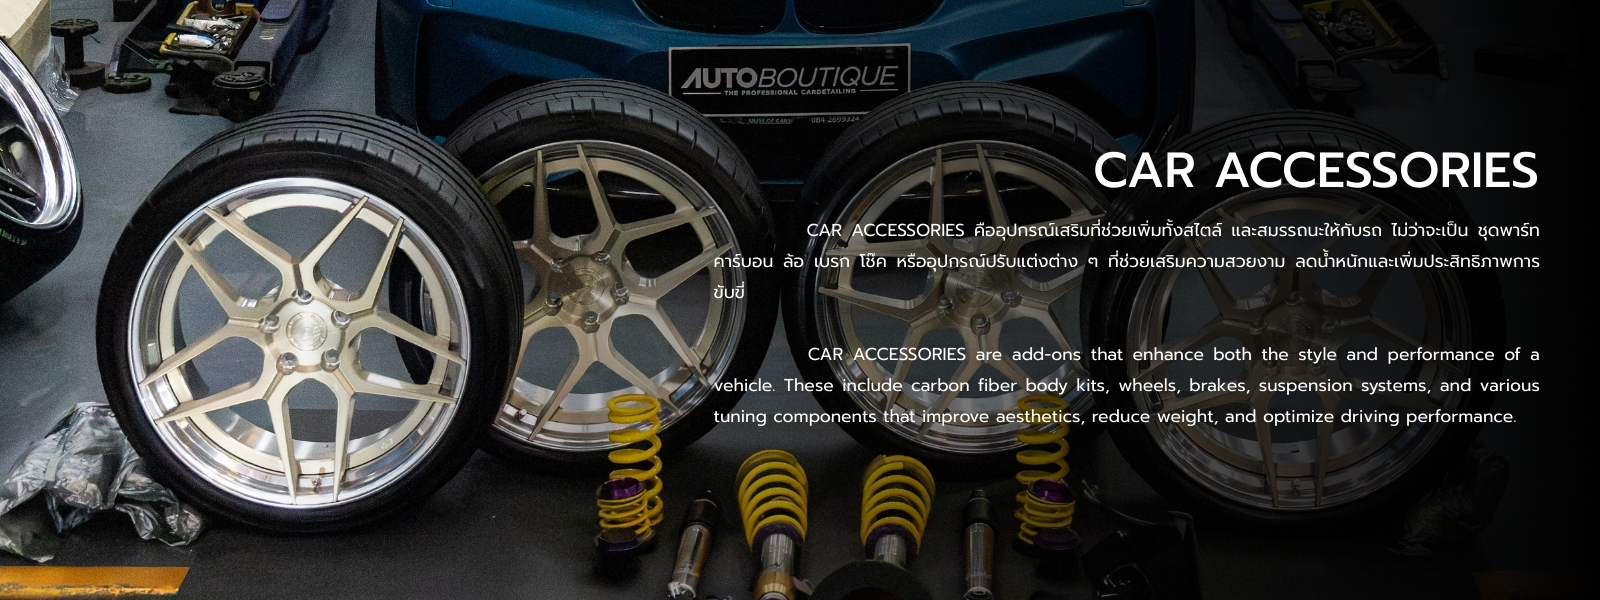 AUTOBOUTIQUE
THE PROFESSIONAL CARDETAILING
CAR ACCESSORIES
CAR ACCESSORIES คืออุปกรณ์เสริมที่ช่วยเพิ่มทั้งสไตล์ และสมรรถนะให้กับรถ ไม่ว่าจะเป็น ชุดพาร์ท
คาร์บอน ล้อ เบรก โช๊ค หรืออุปกรณ์ปรับแต่งต่าง ๆ ที่ช่วยเสริมความสวยงาม ลดน้ำหนักและเพิ่มประสิทธิภาพการ
ขับขี่
CAR ACCESSORIES are add-ons that enhance both the style and performance of a
vehicle. These include carbon fiber body kits, wheels, brakes, suspension systems, and various
tuning components that improve aesthetics, reduce weight, and optimize driving performance.